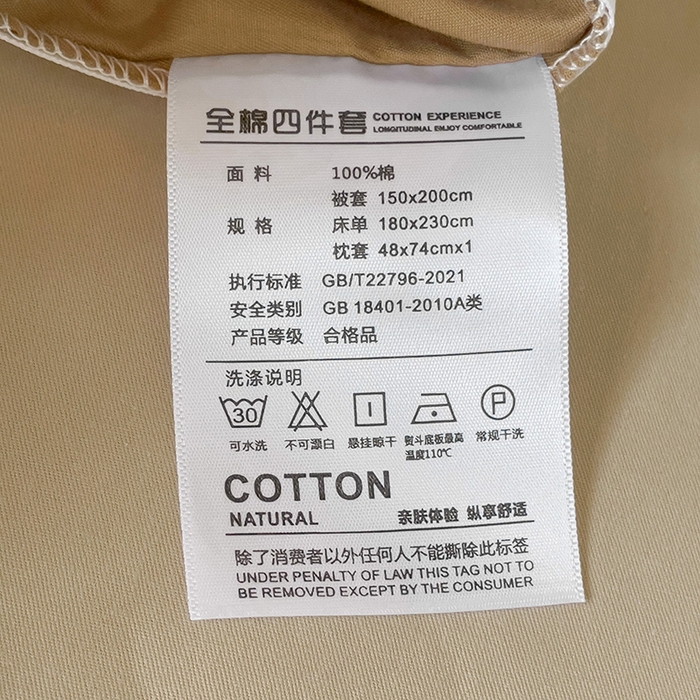 全棉四件套 COTTON EXPERIENCE
LONGITUDINAL ENJOY COMFORTABLE
面料 100%棉
被套 150x200cm
规格 床单 180x230cm
枕套 48x74cmx1
执行标准 GB/T22796-2021
安全类别 GB 18401-2010A类
产品等级 合格品
洗涤说明
30 P
可水洗 不可漂白 悬挂晾干 熨斗底板最高 常规干洗
温度110℃
COTTON
NATURAL 亲肤体验 纵享舒适
除了消费者以外任何人不能撕除此标签
UNDER PENALTY OF LAW THIS TAG NOT TO
BE REMOVED EXCEPT BY THE CONSUMER